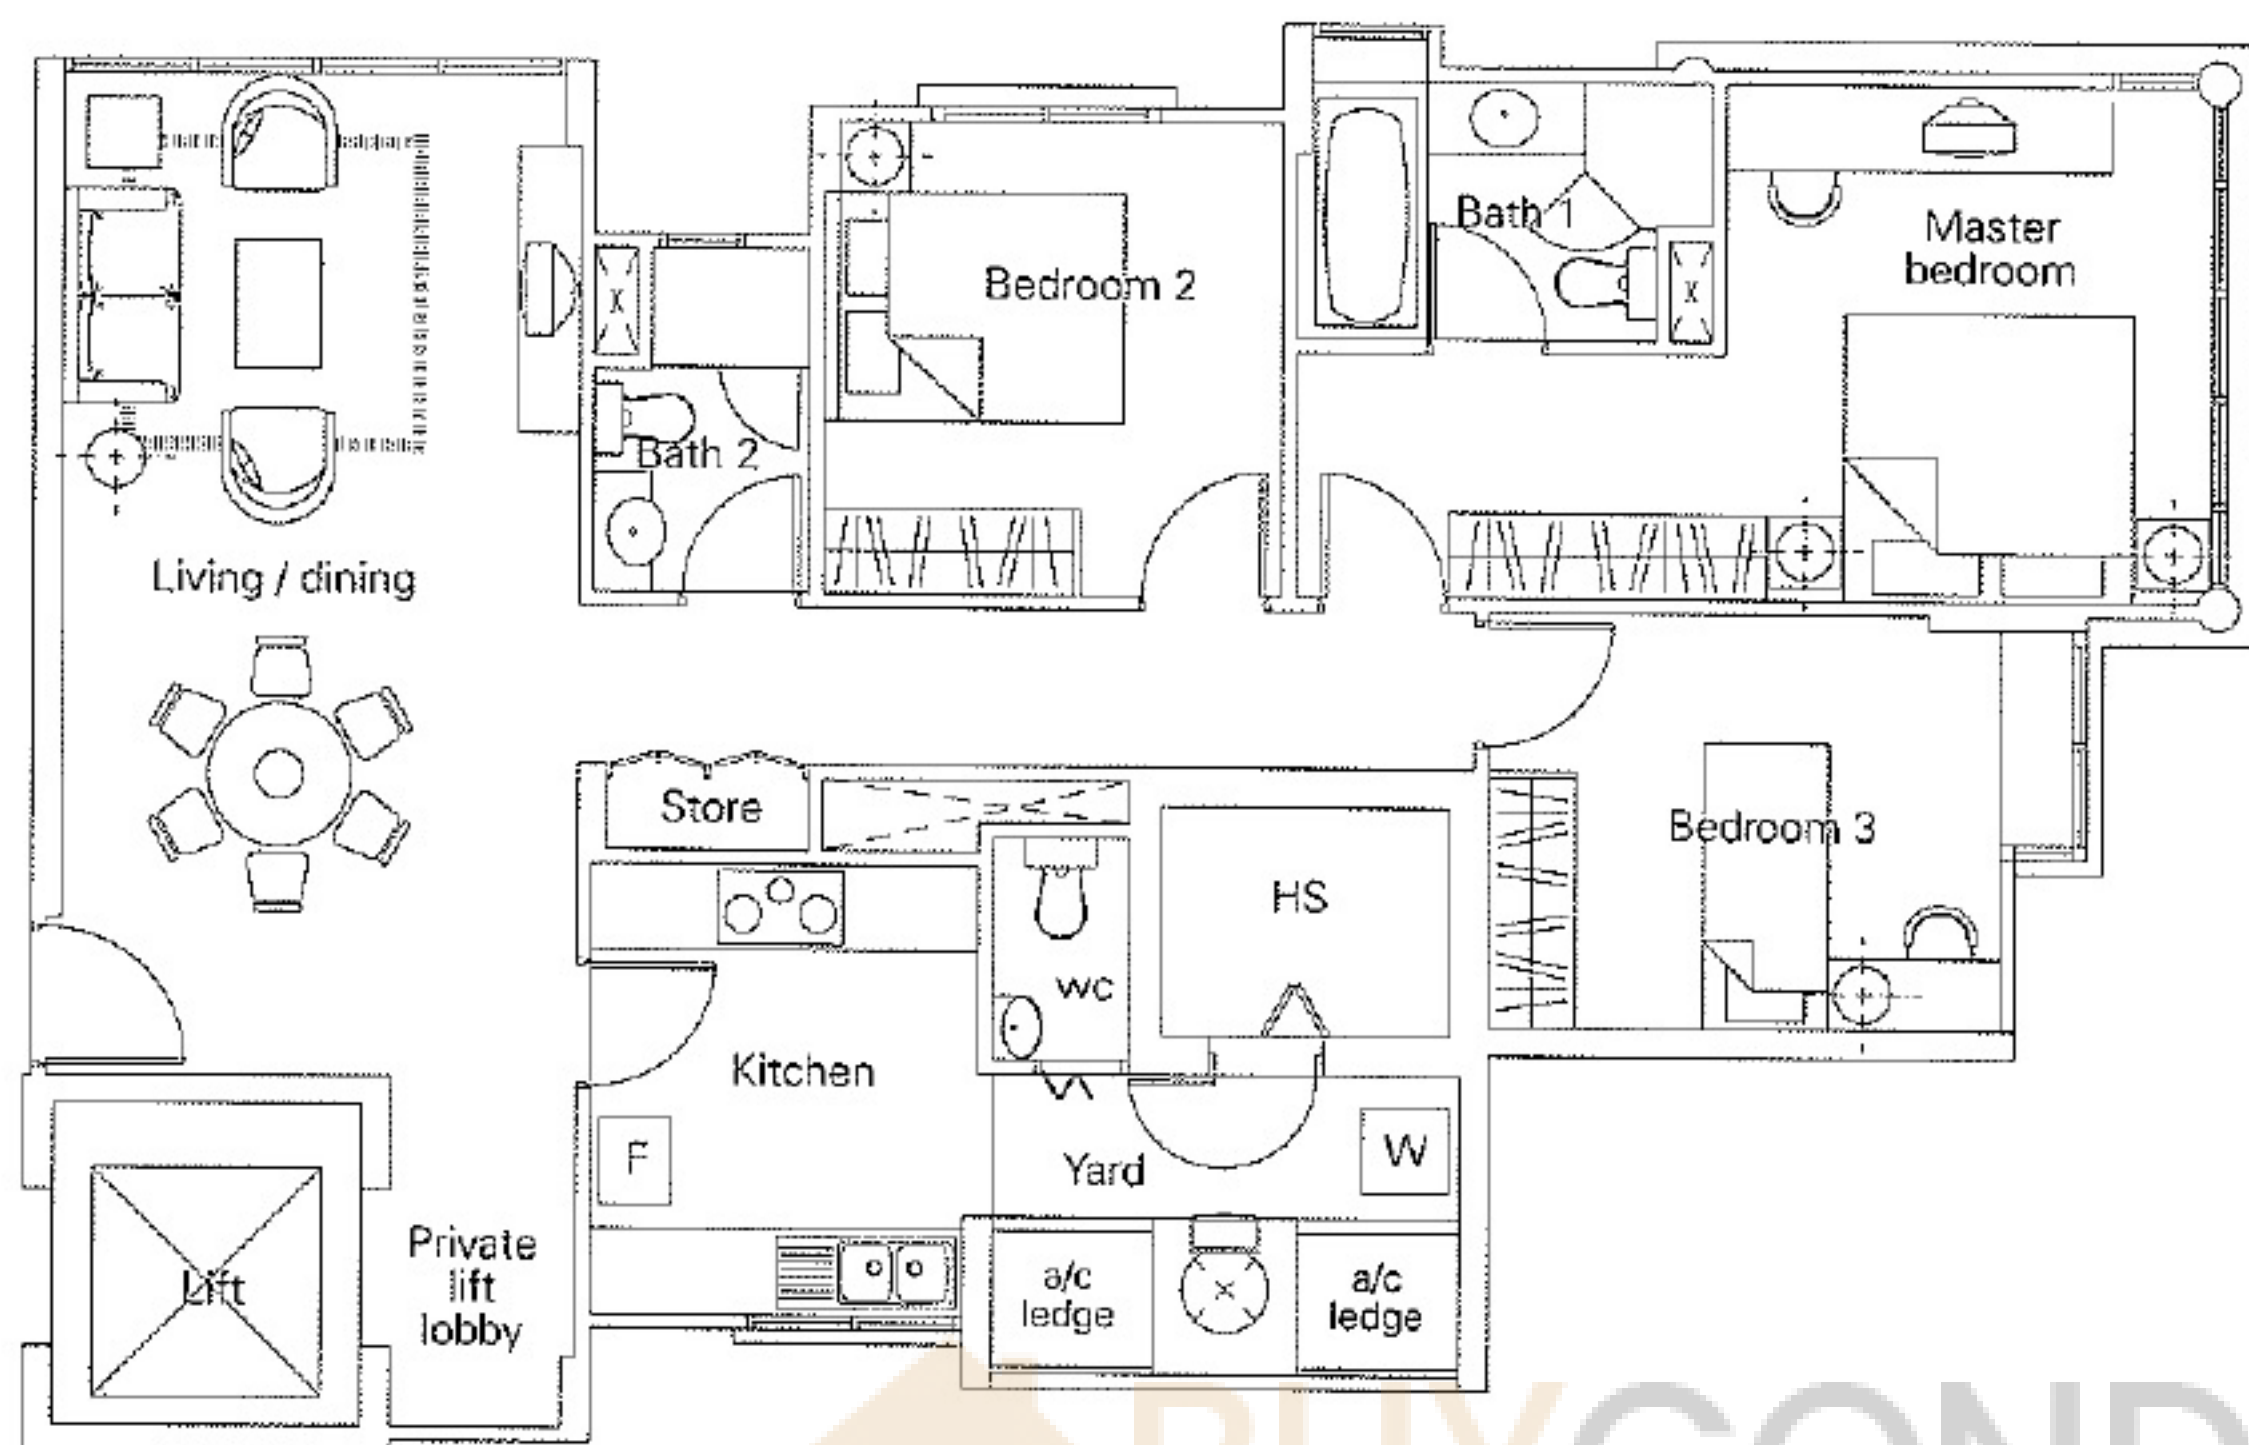 Bath 1
Master
bedroom
Bedroom 2
X
X
Bath 2
Living / dining
Store
Bedroom 3
HS
wc
Kitchen
F
Yard
W
Private
lift
lobby
Lift
a/c
ledge
a/c
ledge